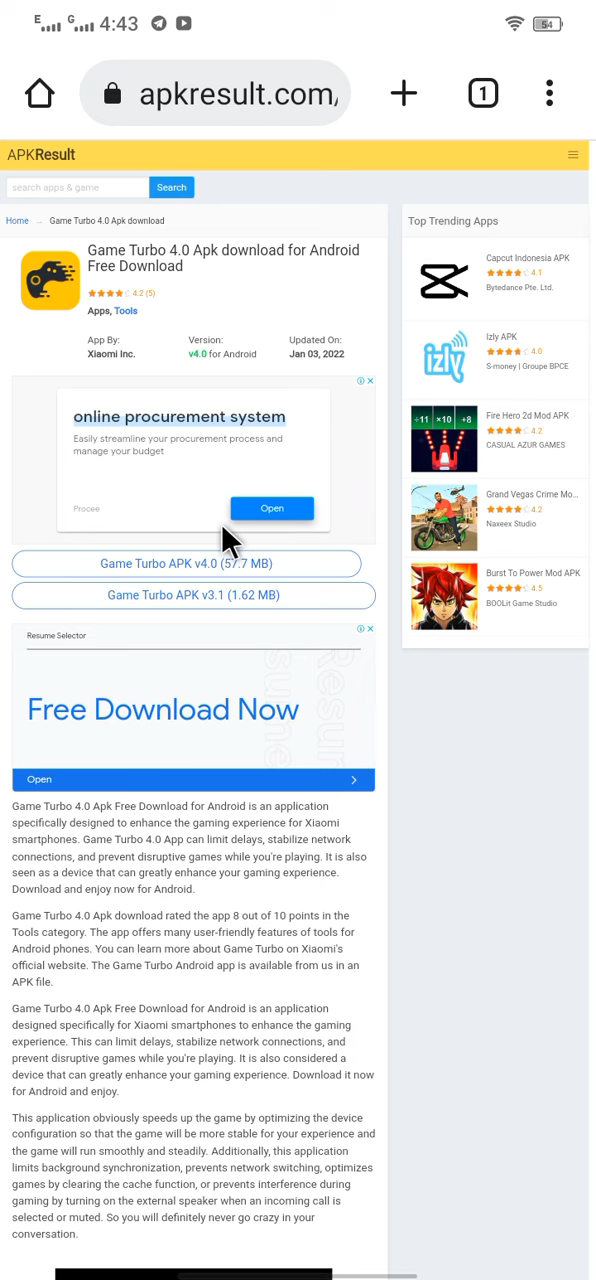 E G 4:43 54
apkresult.com/ 1
APKResult
search apps & game Search
Home → Game Turbo 4.0 Apk download
Game Turbo 4.0 Apk download for Android
Free Download
4.2 (5)
Apps, Tools
App By: Version: Updated On:
Xiaomi Inc. v4.0 for Android Jan 03, 2022
online procurement system
Easily streamline your procurement process and
manage your budget
Procee Open
Game Turbo APK v4.0 (57.7 MB)
Game Turbo APK v3.1 (1.62 MB)
Resume Selector
Free Download Now
Open
Game Turbo 4.0 Apk Free Download for Android is an application
specifically designed to enhance the gaming experience for Xiaomi
smartphones. Game Turbo 4.0 App can limit delays, stabilize network
connections, and prevent disruptive games while you're playing. It is also
seen as a device that can greatly enhance your gaming experience.
Download and enjoy now for Android.
Game Turbo 4.0 Apk download rated the app 8 out of 10 points in the
Tools category. The app offers many user-friendly features of tools for
Android phones. You can learn more about Game Turbo on Xiaomi's
official website. The Game Turbo Android app is available from us in an
APK file.
Game Turbo 4.0 Apk Free Download for Android is an application
designed specifically for Xiaomi smartphones to enhance the gaming
experience. This can limit delays, stabilize network connections, and
prevent disruptive games while you're playing. It is also considered a
device that can greatly enhance your gaming experience. Download it now
for Android and enjoy.
This application obviously speeds up the game by optimizing the device
configuration so that the game will be more stable for your experience and
the game will run smoothly and steadily. Additionally, this application
limits background synchronization, prevents network switching, optimizes
games by clearing the cache function, or prevents interference during
gaming by turning on the external speaker when an incoming call is
selected or muted. So you will definitely never go crazy in your
conversation.
Top Trending Apps
Capcut Indonesia APK
4.1
Bytedance Pte. Ltd.
izly
Izly APK
4.0
S-money | Groupe BPCE
÷11 ×10 +8
Fire Hero 2d Mod APK
4.2
CASUAL AZUR GAMES
Grand Vegas Crime Mo...
4.2
Naxeex Studio
Burst To Power Mod APK
4.5
BOOLit Game Studio